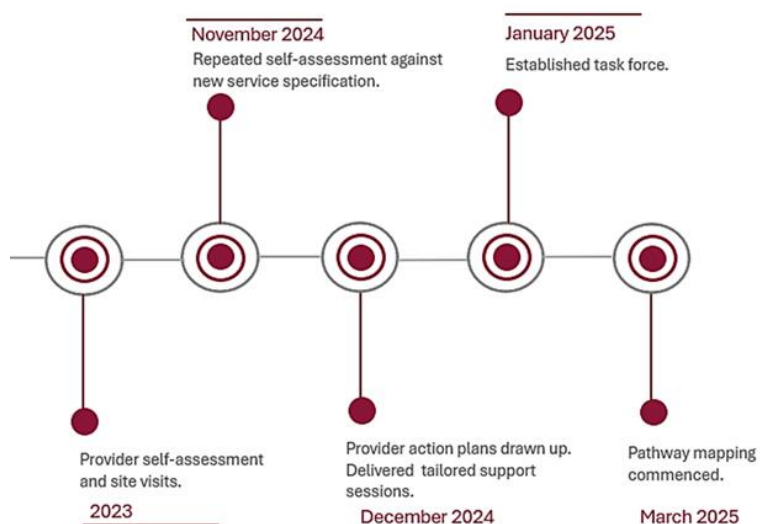 November 2024
Repeated self-assessment against
new service specification.
January 2025
Established task force.
Provider self-assessment
and site visits.
2023
Provider action plans drawn up.
Delivered tailored support
sessions.
December 2024
Pathway mapping
commenced.
March 2025